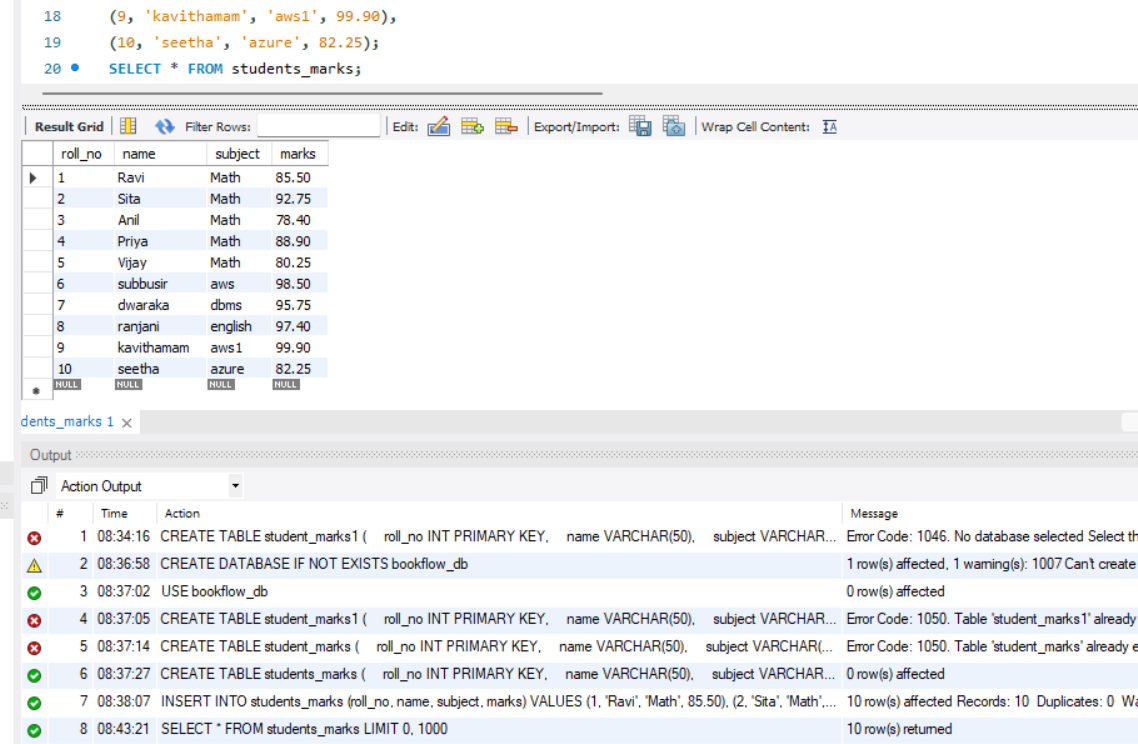 18 (9, 'kavithamam', 'aws1', 99.90),
19 (10, 'seetha', 'azure', 82.25);
20 SELECT * FROM students_marks;
Result Grid Filter Rows: Edit: Export/Import: Wrap Cell Content:
roll_no name subject marks
1 Ravi Math 85.50
2 Sita Math 92.75
3 Anil Math 78.40
4 Priya Math 88.90
5 Vijay Math 80.25
6 subbusir aws 98.50
7 dwaraka dbms 95.75
8 ranjani english 97.40
9 kavithamam aws1 99.90
10 seetha azure 82.25
NULL NULL NULL NULL
dents_marks 1
Output
Action Output
# Time Action Message
1 08:34:16 CREATE TABLE student_marks1 ( roll_no INT PRIMARY KEY, name VARCHAR(50), subject VARCHAR... Error Code: 1046. No database selected Select th
2 08:36:58 CREATE DATABASE IF NOT EXISTS bookflow_db 1 row(s) affected, 1 warning(s): 1007 Can't create
3 08:37:02 USE bookflow_db 0 row(s) affected
4 08:37:05 CREATE TABLE student_marks1 ( roll_no INT PRIMARY KEY, name VARCHAR(50), subject VARCHAR... Error Code: 1050. Table 'student_marks1' already
5 08:37:14 CREATE TABLE student_marks ( roll_no INT PRIMARY KEY, name VARCHAR(50), subject VARCHAR(... Error Code: 1050. Table 'student_marks' already e
6 08:37:27 CREATE TABLE students_marks ( roll_no INT PRIMARY KEY, name VARCHAR(50), subject VARCHAR... 0 row(s) affected
7 08:38:07 INSERT INTO students_marks (roll_no, name, subject, marks) VALUES (1, 'Ravi', 'Math', 85.50), (2, 'Sita', 'Math',... 10 row(s) affected Records: 10 Duplicates: 0 Wa
8 08:43:21 SELECT * FROM students_marks LIMIT 0, 1000 10 row(s) returned